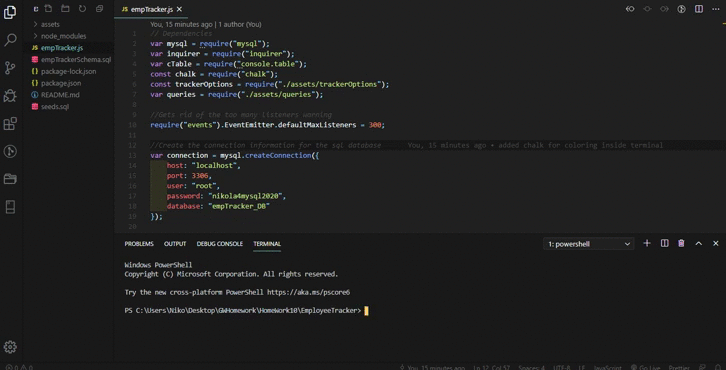 E
assets
node_modules
JS empTracker.js
empTrackerSchema.sql
{} package-lock.json
{} package.json
README.md
seeds.sql
JS empTracker.js
You, 15 minutes ago | 1 author (You)
1 // Dependencies
2 var mysql = require("mysql");
3 var inquirer = require("inquirer");
4 var cTable = require("console.table");
5 const chalk = require("chalk");
6 const trackerOptions = require("./assets/trackerOptions");
7 var queries = require("./assets/queries");
8
9 //Gets rid of the too many listeners warning
10 require("events").EventEmitter.defaultMaxListeners = 300;
11
12 //Create the connection information for the sql database You, 15 minutes ago • added chalk for coloring inside terminal
13 var connection = mysql.createConnection({
14 host: "localhost",
15 port: 3306,
16 user: "root",
17 password: "nikola4mysql2020",
18 database: "empTracker_DB"
19 });
20
PROBLEMS OUTPUT DEBUG CONSOLE TERMINAL 1: powershell
Windows PowerShell
Copyright (C) Microsoft Corporation. All rights reserved.
Try the new cross-platform PowerShell https://aka.ms/pscore6
PS C:\Users\Niko\Desktop\GWHomework\HomeWork10\EmployeeTracker>
0 0 You, 15 minutes ago Ln 12, Col 57 Spaces: 4 UTF-8 LF JavaScript Go Live Prettier